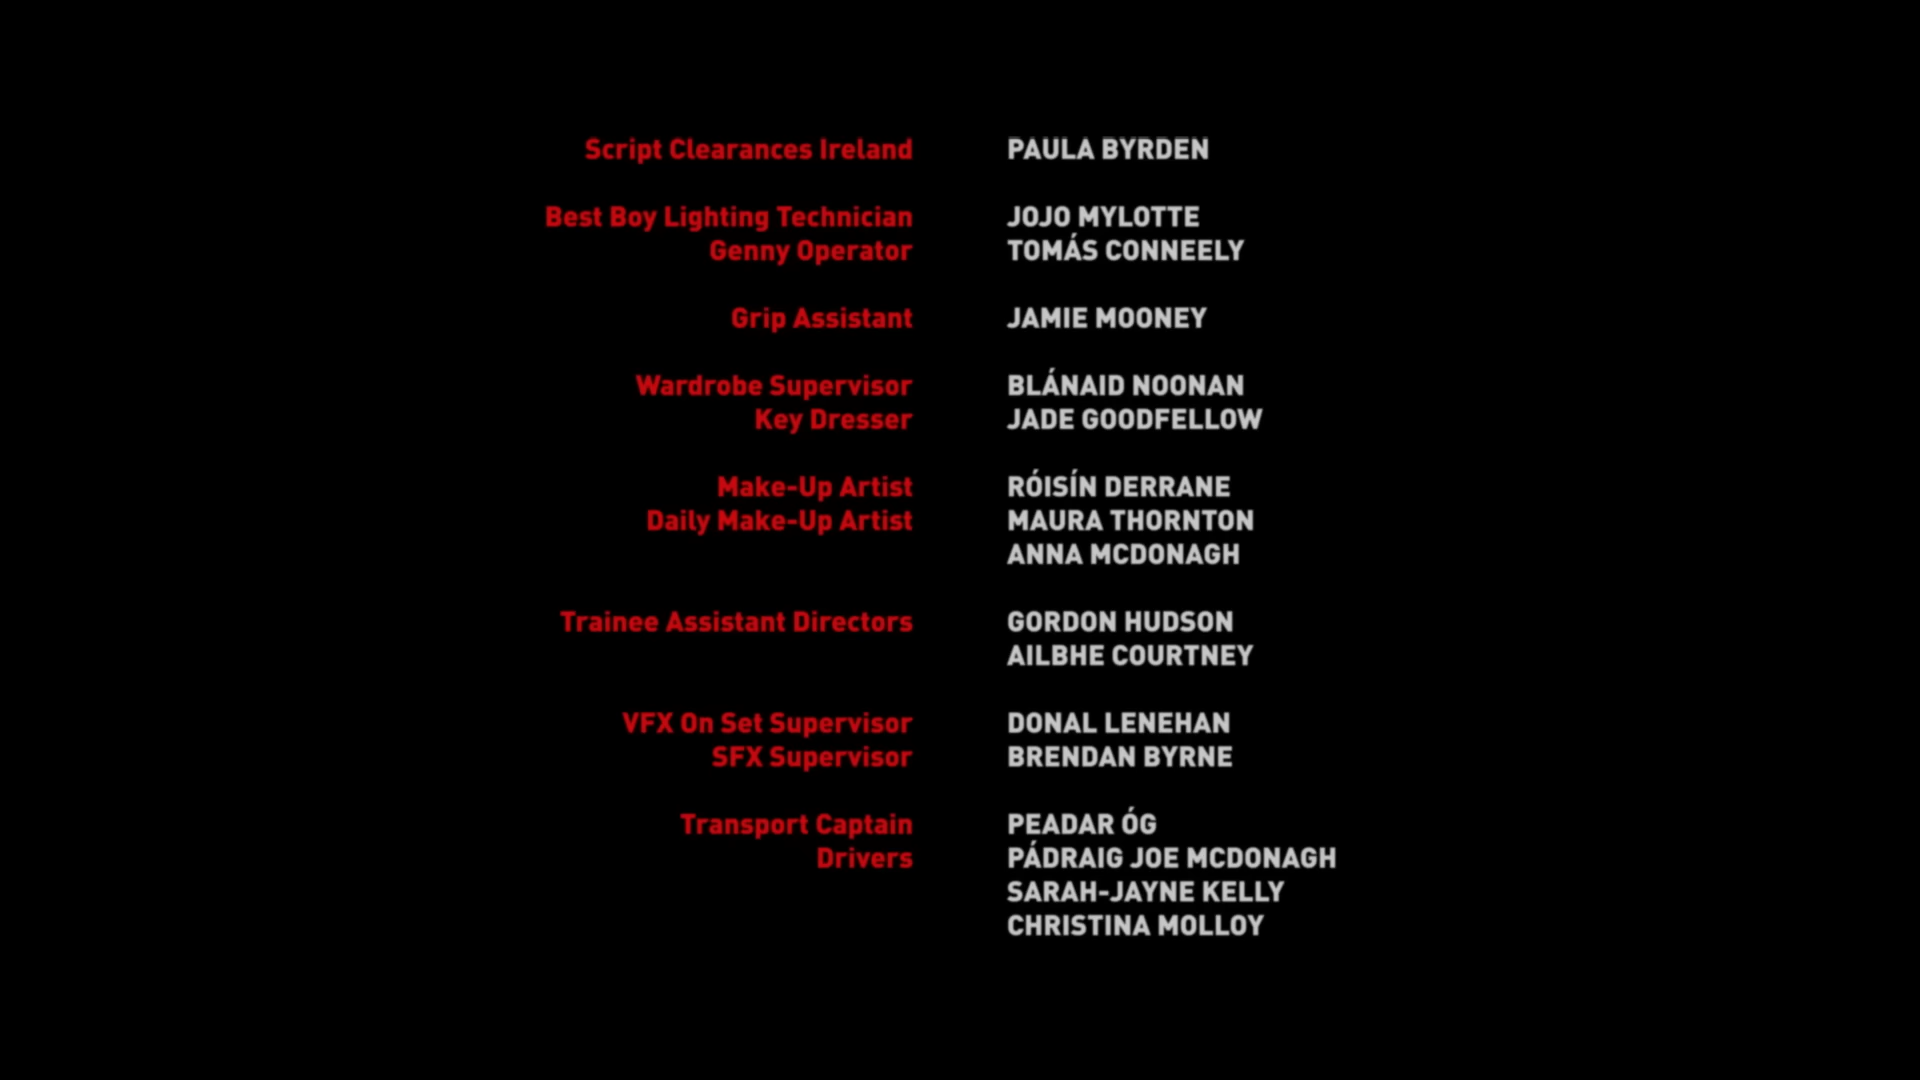 Script Clearances Ireland PAULA BYRDEN
Best Boy Lighting Technician JOJO MYLOTTE
Genny Operator TOMÁS CONNEELY
Grip Assistant JAMIE MOONEY
Wardrobe Supervisor BLÁNAID NOONAN
Key Dresser JADE GOODFELLOW
Make-Up Artist RÓISÍN DERRANE
Daily Make-Up Artist MAURA THORNTON
ANNA MCDONAGH
Trainee Assistant Directors GORDON HUDSON
AILBHE COURTNEY
VFX On Set Supervisor DONAL LENEHAN
SFX Supervisor BRENDAN BYRNE
Transport Captain PEADAR ÓG
Drivers PÁDRAIG JOE MCDONAGH
SARAH-JAYNE KELLY
CHRISTINA MOLLOY